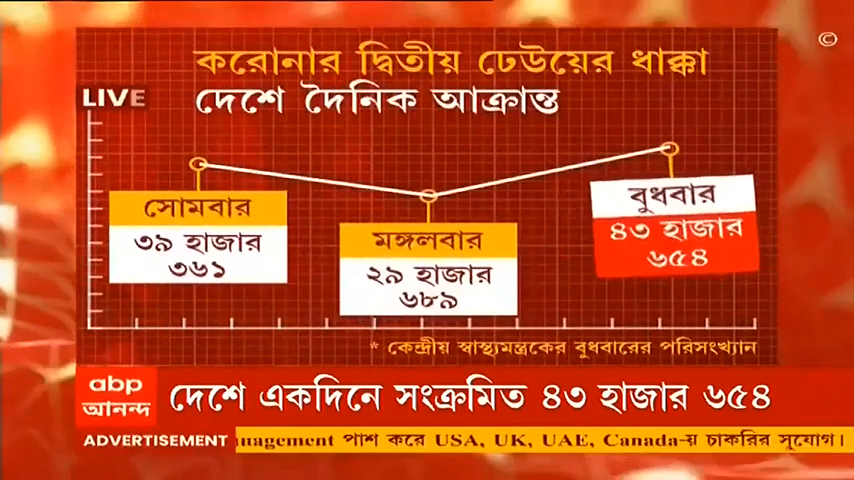 ©
করোনার দ্বিতীয় ঢেউয়ের ধাক্কা
LIVE
দেশে দৈনিক আক্রান্ত
সোমবার
৩৯ হাজার
৩৬১
মঙ্গলবার
২৯ হাজার
৬৮৯
বুধবার
৪৩ হাজার
৬৫৪
* কেন্দ্রীয় স্বাস্থ্যমন্ত্রকের বুধবারের পরিসংখ্যান
abp
আনন্দ
দেশে একদিনে সংক্রমিত ৪৩ হাজার ৬৫৪
ADVERTISEMENT
পাশ করে USA, UK, UAE, Canada-য় চাকরির সুযোগ।